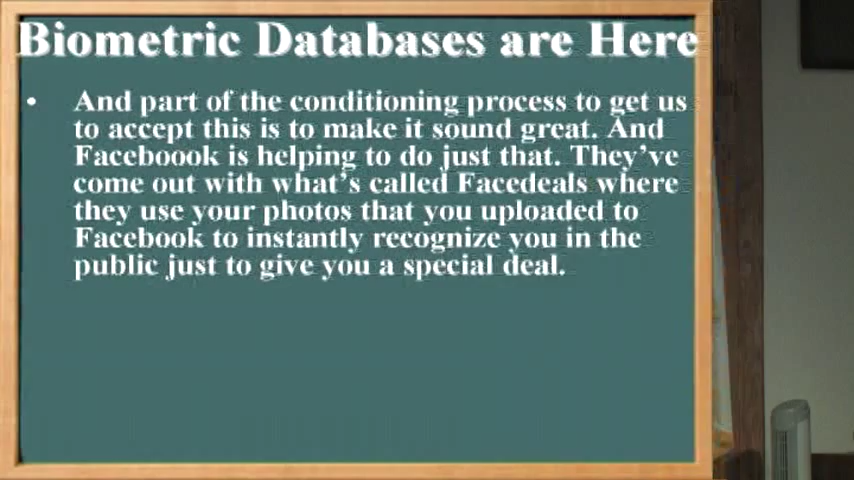 Biometric Databases are Here
• And part of the conditioning process to get us
to accept this is to make it sound great. And
Faceboook is helping to do just that. They've
come out with what's called Facedeals where
they use your photos that you uploaded to
Facebook to instantly recognize you in the
public just to give you a special deal.